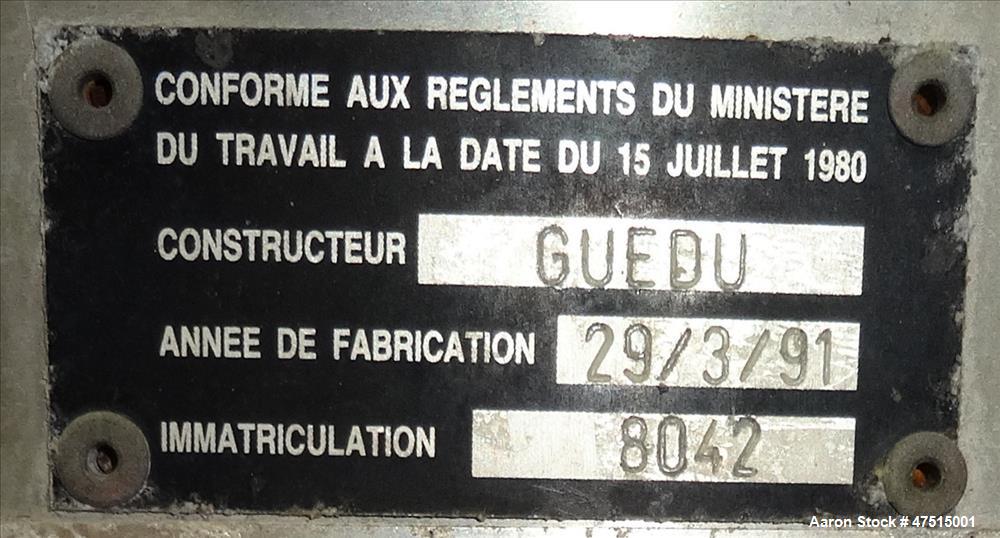 CONFORME AUX REGLEMENTS DU MINISTERE
DU TRAVAIL A LA DATE DU 15 JUILLET 1980
CONSTRUCTEUR GUEDU
ANNEE DE FABRICATION 29/3/91
IMMATRICULATION 8042
Aaron Stock # 47515001